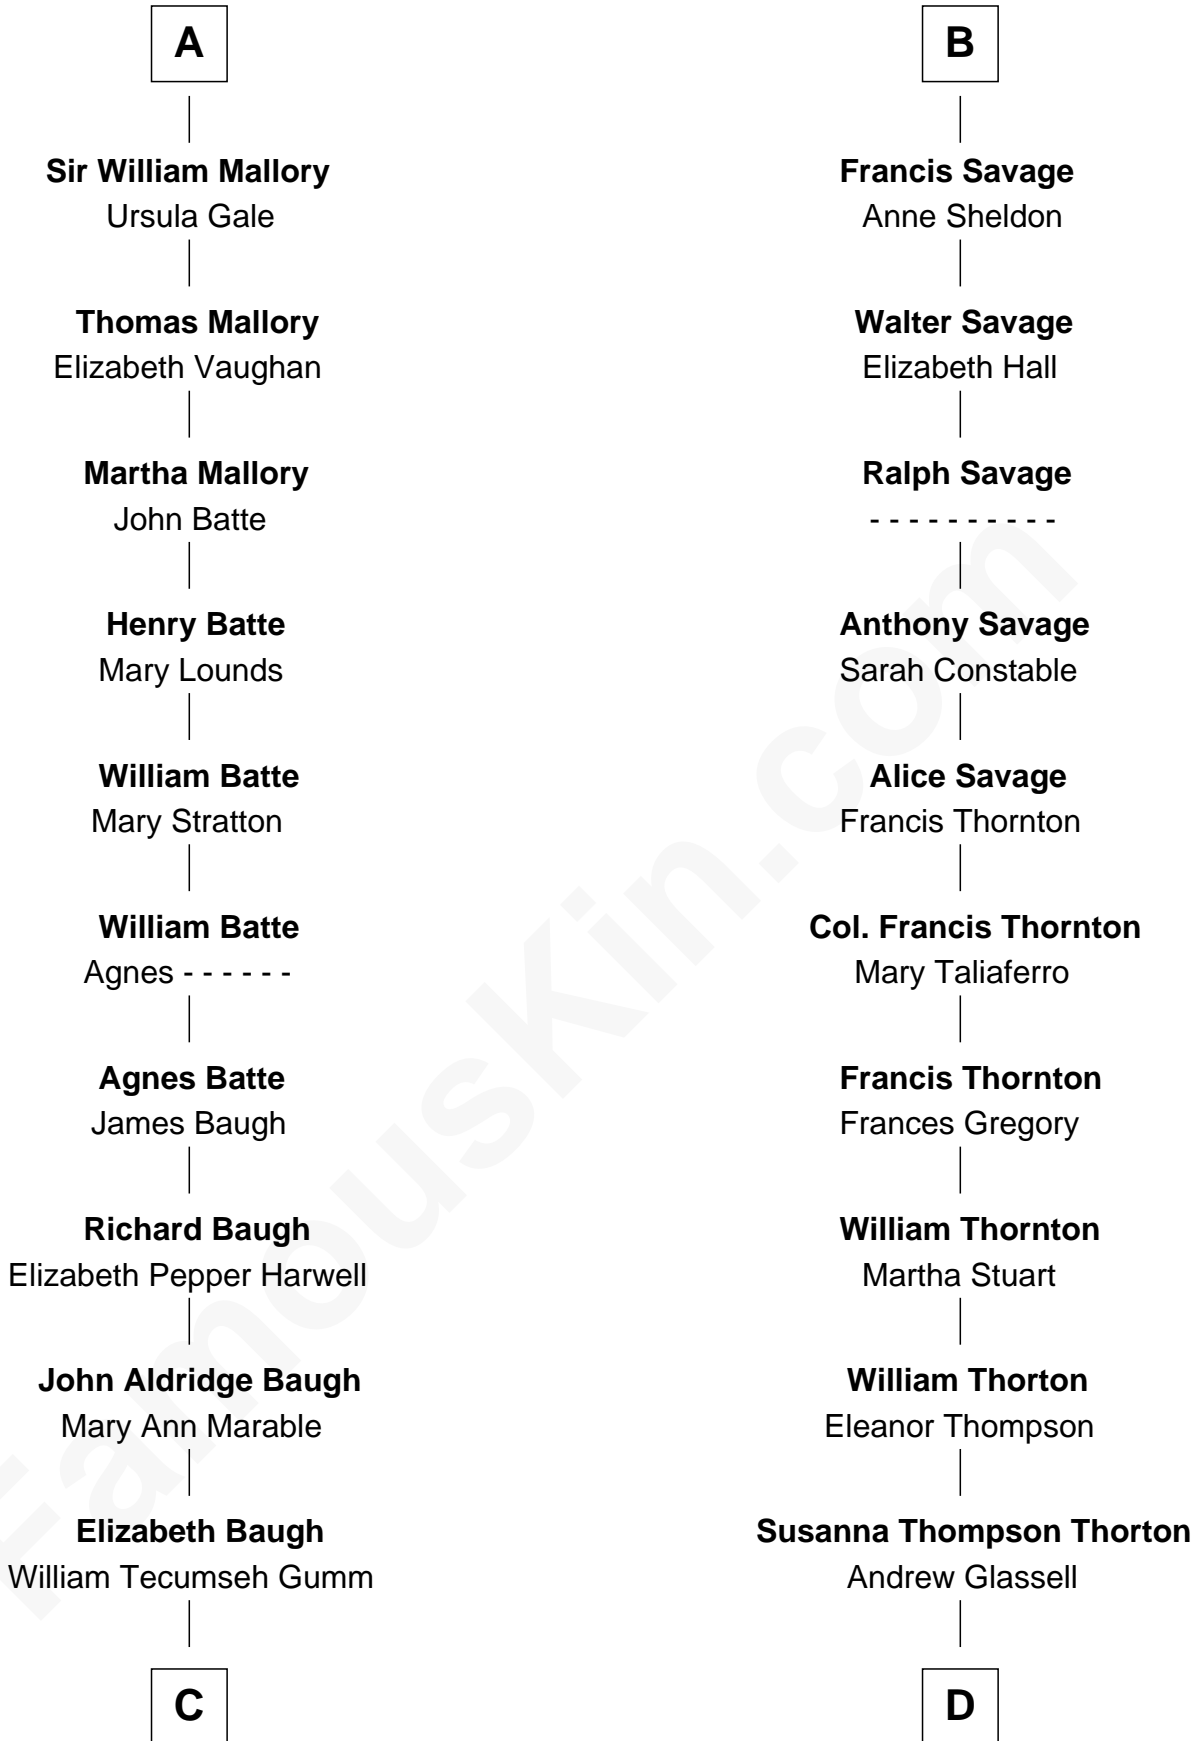 A
Sir William Mallory
Ursula Gale
Thomas Mallory
Elizabeth Vaughan
Martha Mallory
John Batte
Henry Batte
Mary Lounds
William Batte
Mary Stratton
William Batte
Agnes - - - - - -
Agnes Batte
James Baugh
Richard Baugh
Elizabeth Pepper Harwell
John Aldridge Baugh
Mary Ann Marable
Elizabeth Baugh
William Tecumseh Gumm
C
B
Francis Savage
Anne Sheldon
Walter Savage
Elizabeth Hall
Ralph Savage
- - - - - - - - - -
Anthony Savage
Sarah Constable
Alice Savage
Francis Thornton
Col. Francis Thornton
Mary Taliaferro
Francis Thornton
Frances Gregory
William Thornton
Martha Stuart
William Thorton
Eleanor Thompson
Susanna Thompson Thorton
Andrew Glassell
D
FamousKin.com